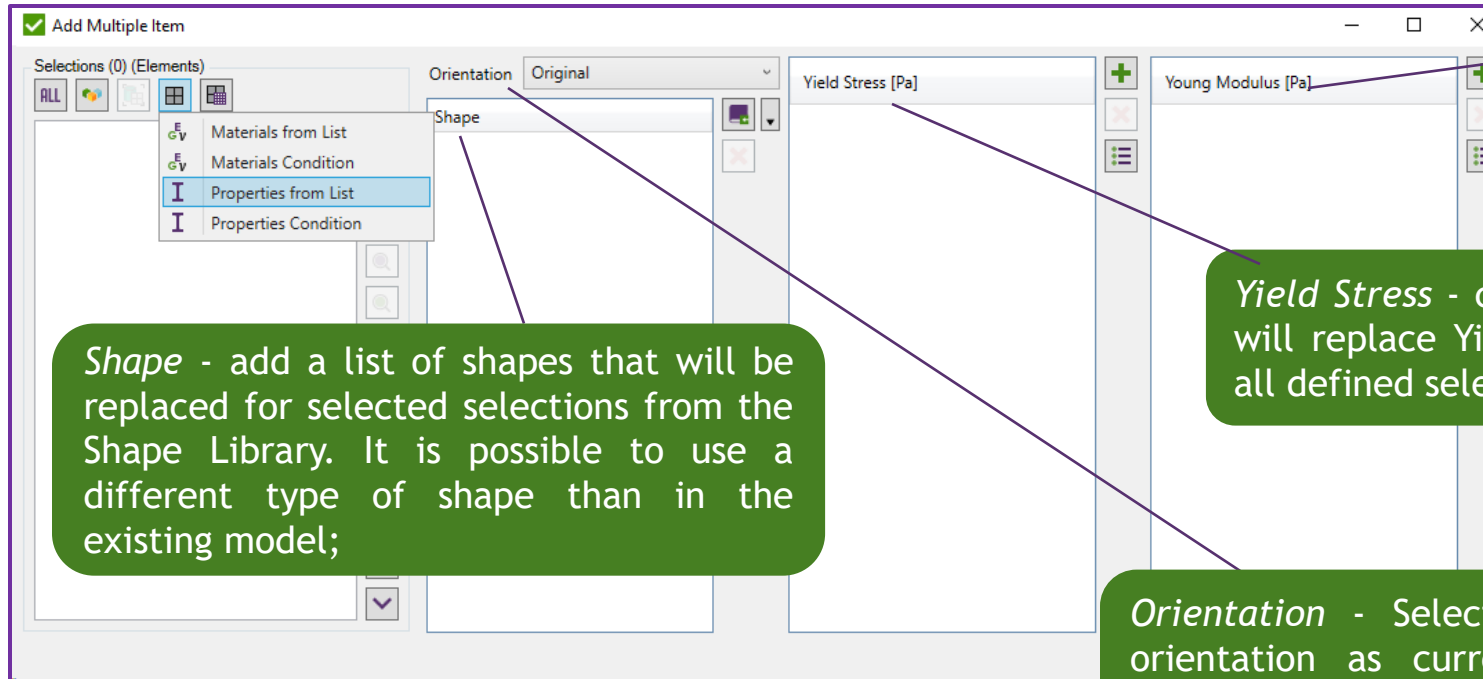 Add Multiple Item
Selections (0) (Elements)
ALL
Orientation Original
Shape
Yield Stress [Pa]
Young Modulus [Pa]
Materials from List
Materials Condition
Properties from List
Properties Condition
Shape - add a list of shapes that will be
replaced for selected selections from the
Shape Library. It is possible to use a
different type of shape than in the
existing model;
Yield Stress -
will replace
all defined
Orientation -
orientation as